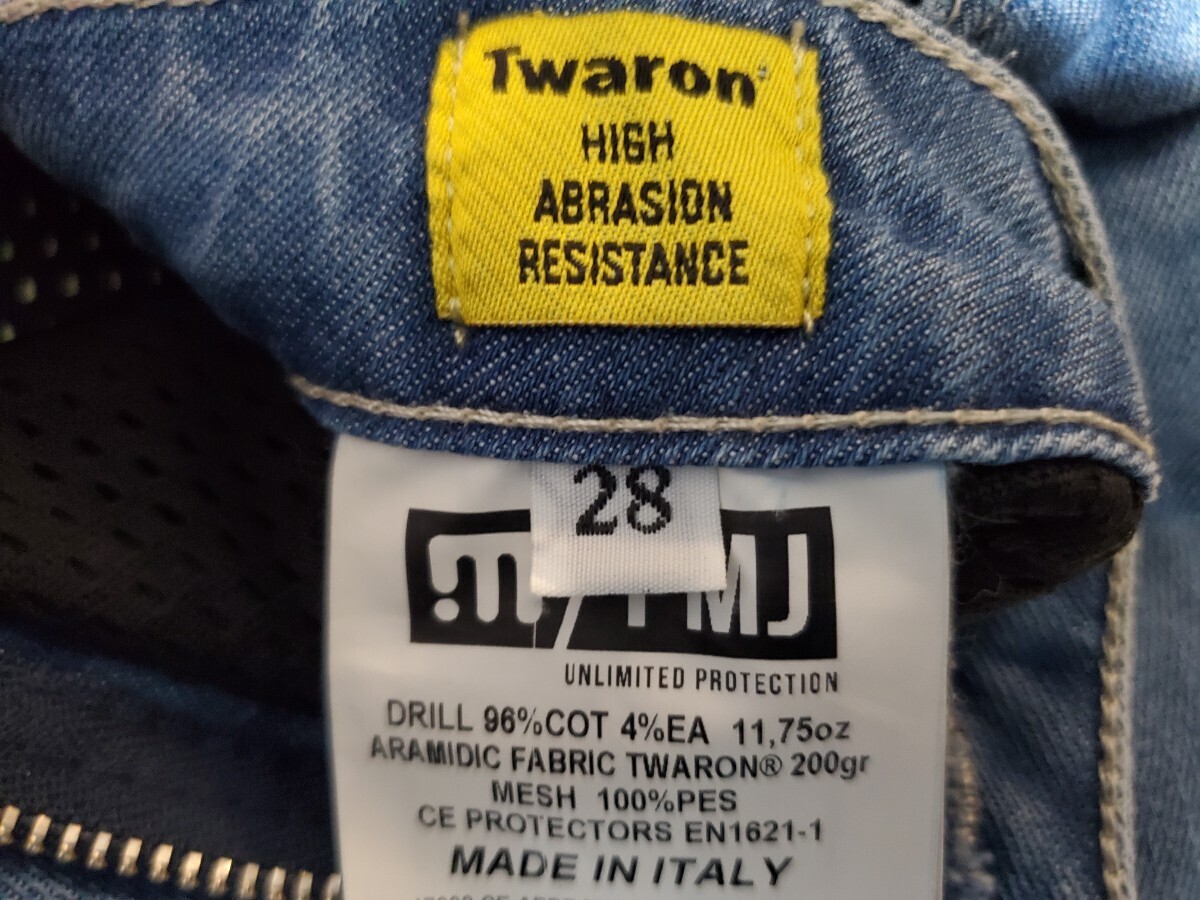 Twaron®
HIGH
ABRASION
RESISTANCE
28
PMJ
UNLIMITED PROTECTION
DRILL 96%COT 4%EA 11,75oz
ARAMIDIC FABRIC TWARON® 200gr
MESH 100%PES
CE PROTECTORS EN1621-1
MADE IN ITALY